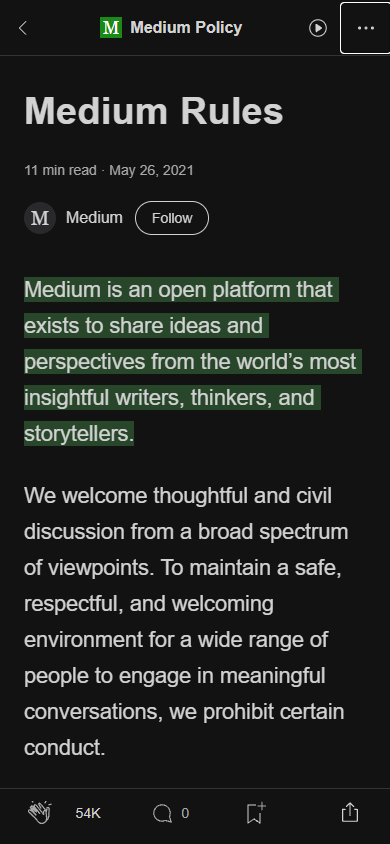 M Medium Policy
Medium Rules
11 min read · May 26, 2021
M Medium Follow
Medium is an open platform that
exists to share ideas and
perspectives from the world’s most
insightful writers, thinkers, and
storytellers.
We welcome thoughtful and civil
discussion from a broad spectrum
of viewpoints. To maintain a safe,
respectful, and welcoming
environment for a wide range of
people to engage in meaningful
conversations, we prohibit certain
conduct.
54K 0